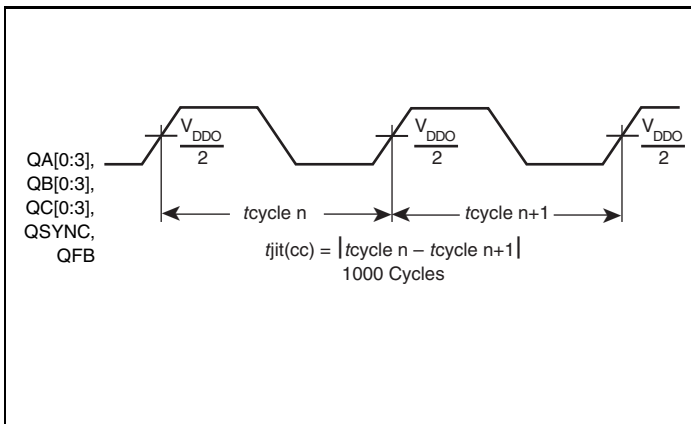 V_DDO
2
V_DDO
2
V_DDO
2
QA[0:3],
QB[0:3],
QC[0:3],
QSYNC,
QFB
tcycle n
tcycle n+1
tjit(cc) = |tcycle n – tcycle n+1|
1000 Cycles